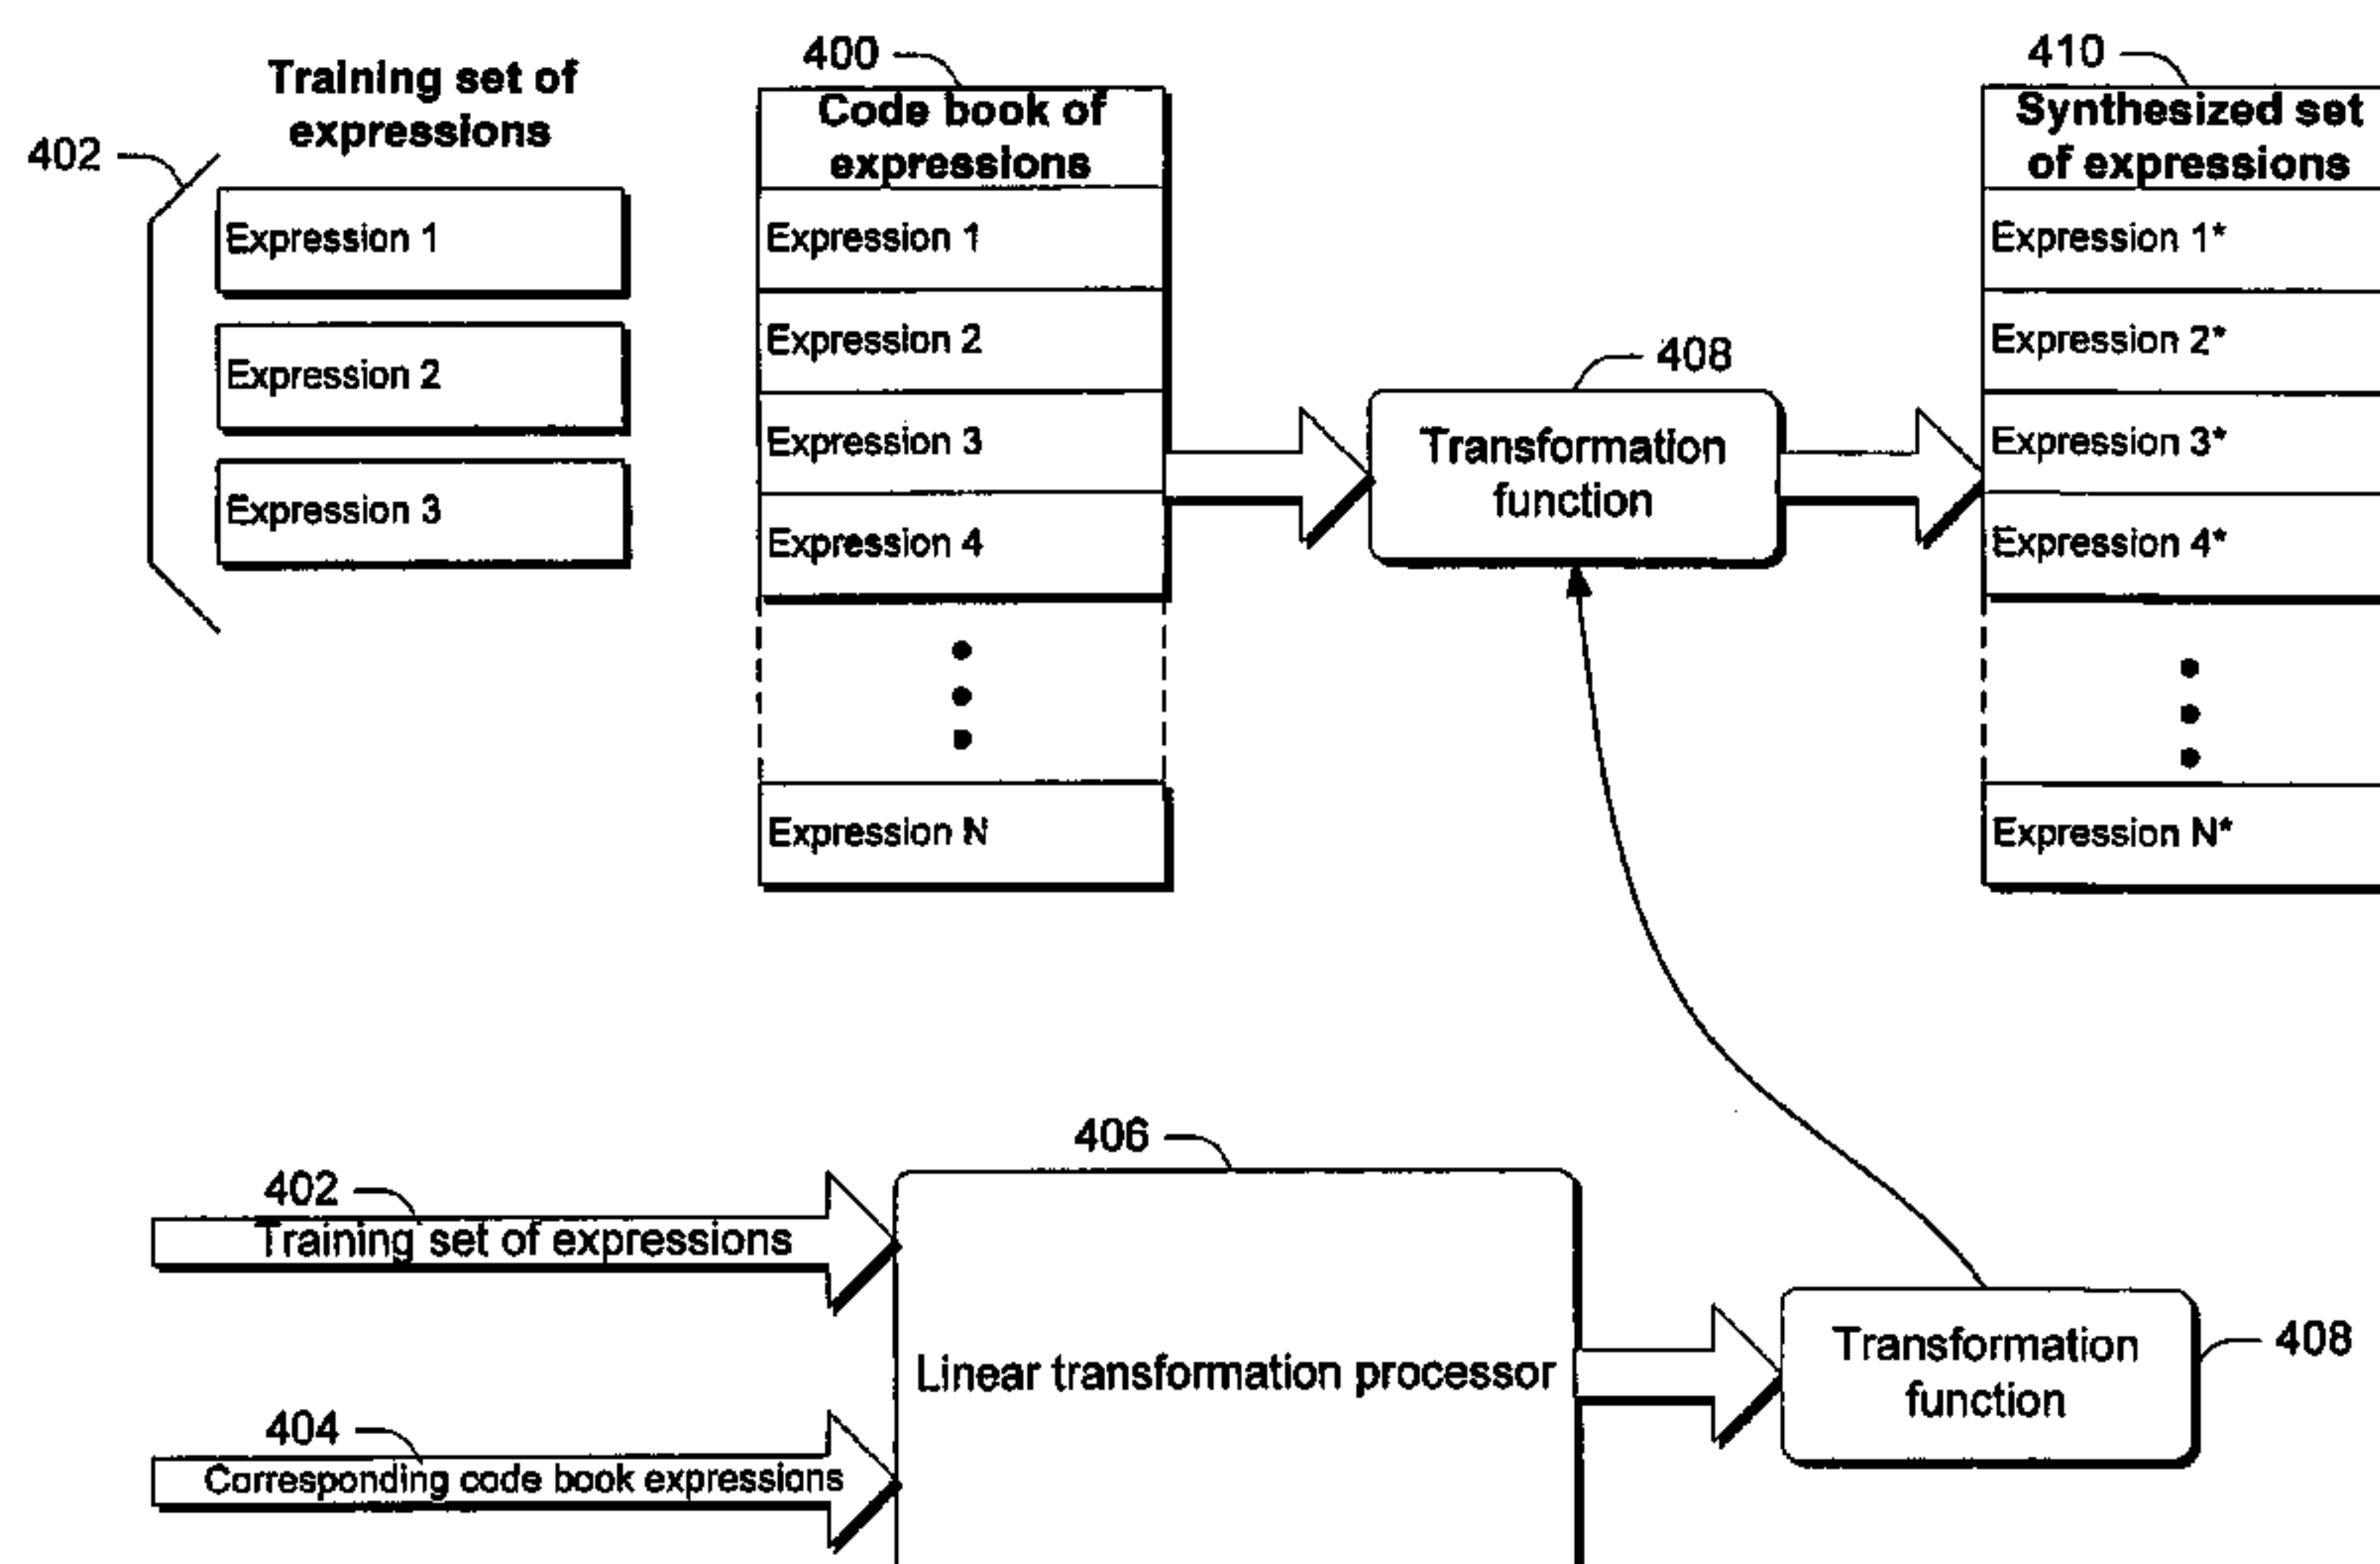 402
Training set of
expressions
Expression 1
Expression 2
Expression 3
400
Code book of
expressions
Expression 1
Expression 2
Expression 3
Expression 4
Expression N
408
Transformation
function
410
Synthesized set
of expressions
Expression 1*
Expression 2*
Expression 3*
Expression 4*
Expression N*
402
Training set of expressions
404
Corresponding code book expressions
406
Linear transformation processor
Transformation
function
408